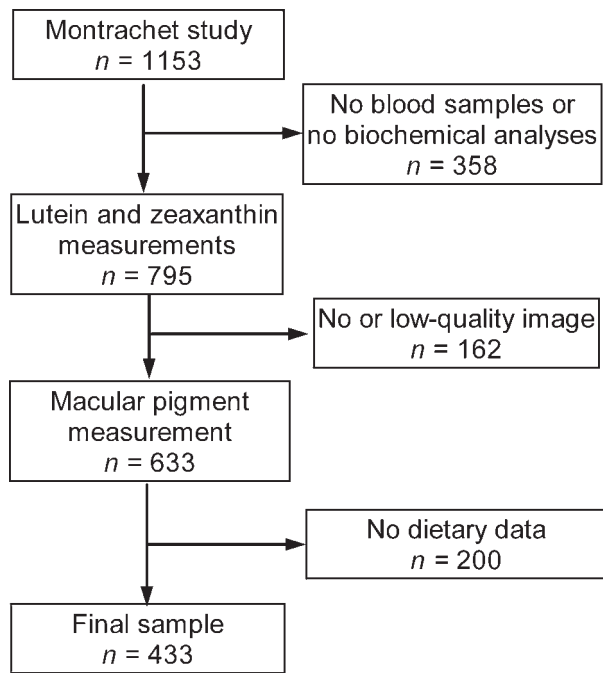 Montrachet study
n = 1153
No blood samples or
no biochemical analyses
n = 358
Lutein and zeaxanthin
measurements
n = 795
No or low-quality image
n = 162
Macular pigment
measurement
n = 633
No dietary data
n = 200
Final sample
n = 433